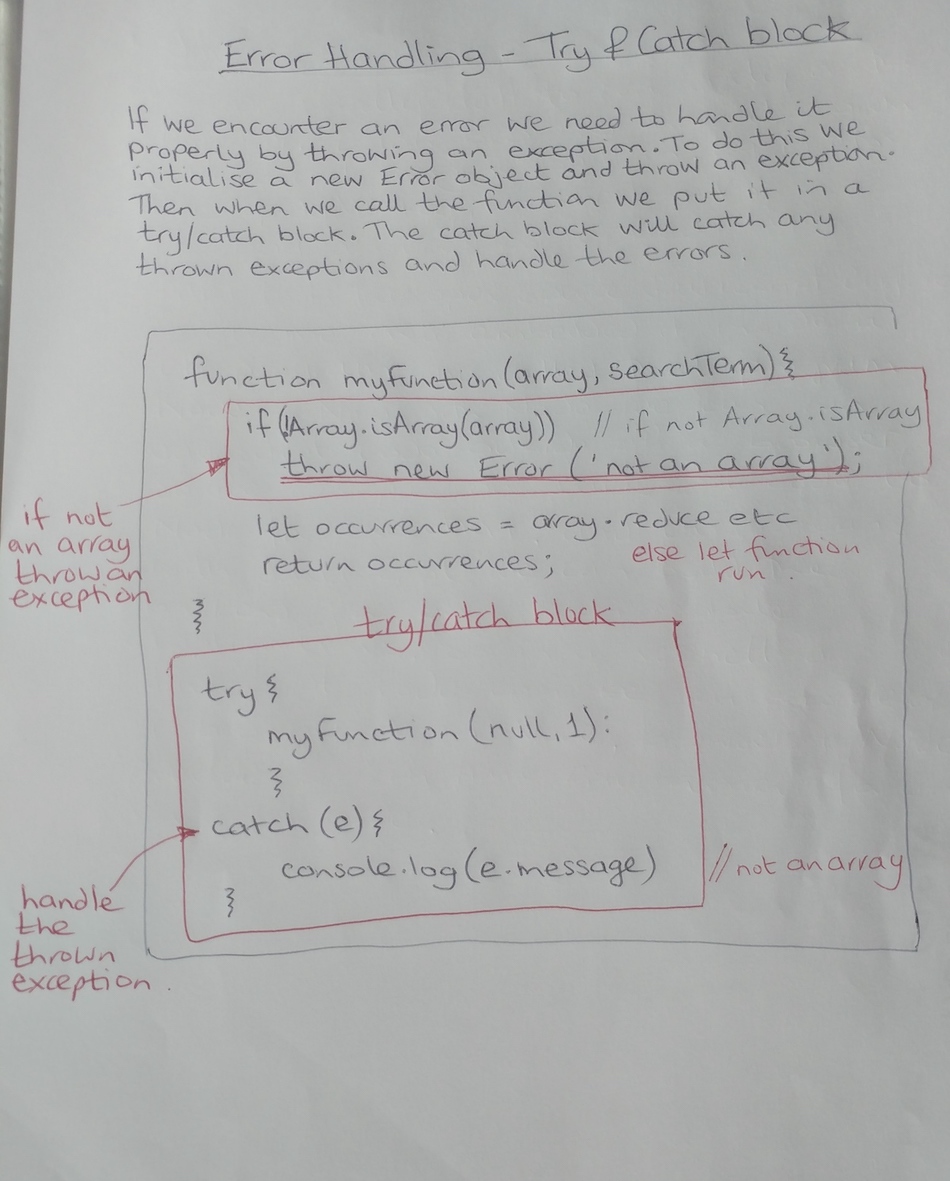 Error Handling - Try & Catch block
If we encounter an error we need to handle it
properly by throwing an exception. To do this we
initialise a new Error object and throw an exception.
Then when we call the function we put it in a
try/catch block. The catch block will catch any
thrown exceptions and handle the errors.
function myfunction(array, searchTerm){
if(!Array.isArray(array)) // if not Array.isArray
throw new Error ('not an array');
if not
an array
throw an
exception
let occurrences = array.reduce etc
return occurrences;
else let function
run.
}
try/catch block
try {
myFunction (null, 1):
}
catch (e) {
console.log(e.message)
// not an array
}
handle
the
thrown
exception.